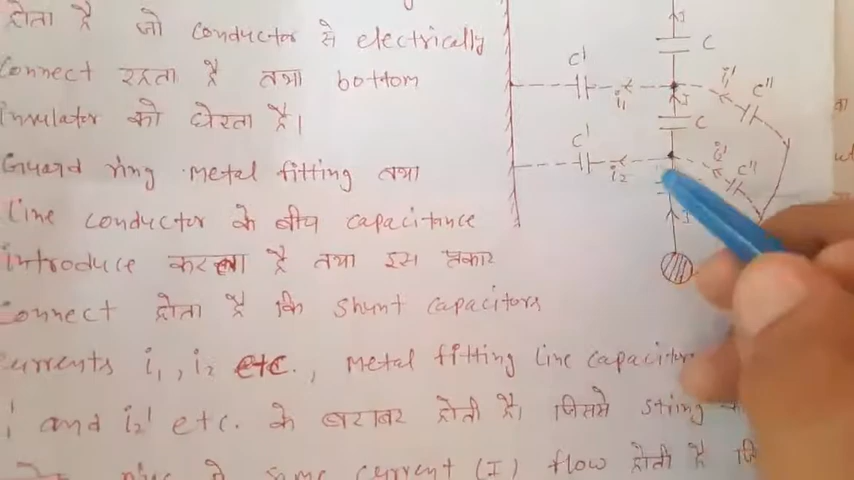 होता है जो conductor से electrically
Connect रहता है तथा bottom
insulator को घेरता है।
Guard ring metal fitting तथा
line conductor के बीच capacitance
introduce करता है तथा इस प्रकार
Connect होता है कि shunt capacitors
currents i₁, i₂ etc., metal fitting line capacitor
and i₂' etc. के बराबर होती है। जिससे string
same current (I) flow होती है
I
C
C' i₁ i₁' C"
I
C
C' i₂ i₂' C"
I